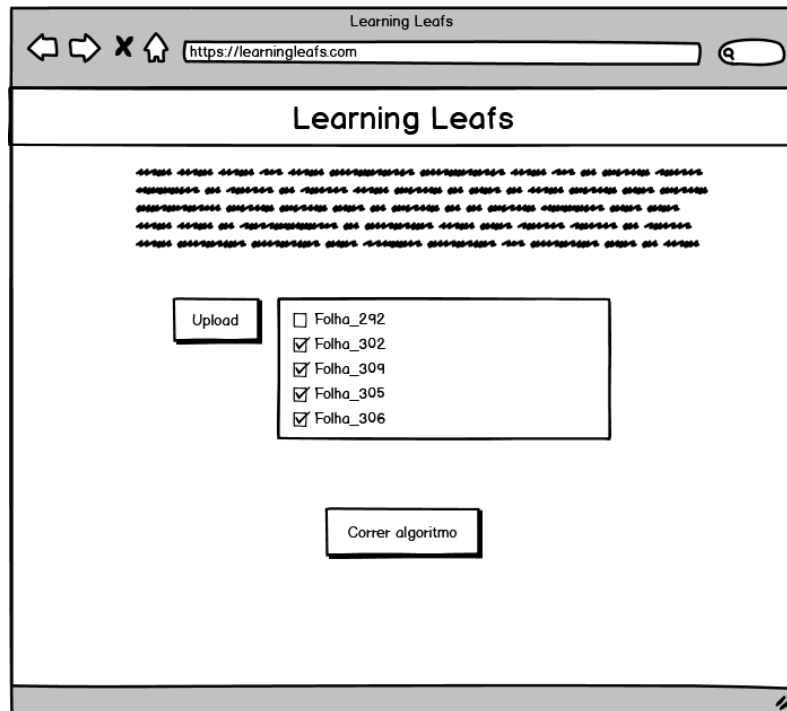 Learning Leafs
https://learningleafs.com
Learning Leafs
Upload
Folha_292
Folha_302
Folha_309
Folha_305
Folha_306
Correr algoritmo